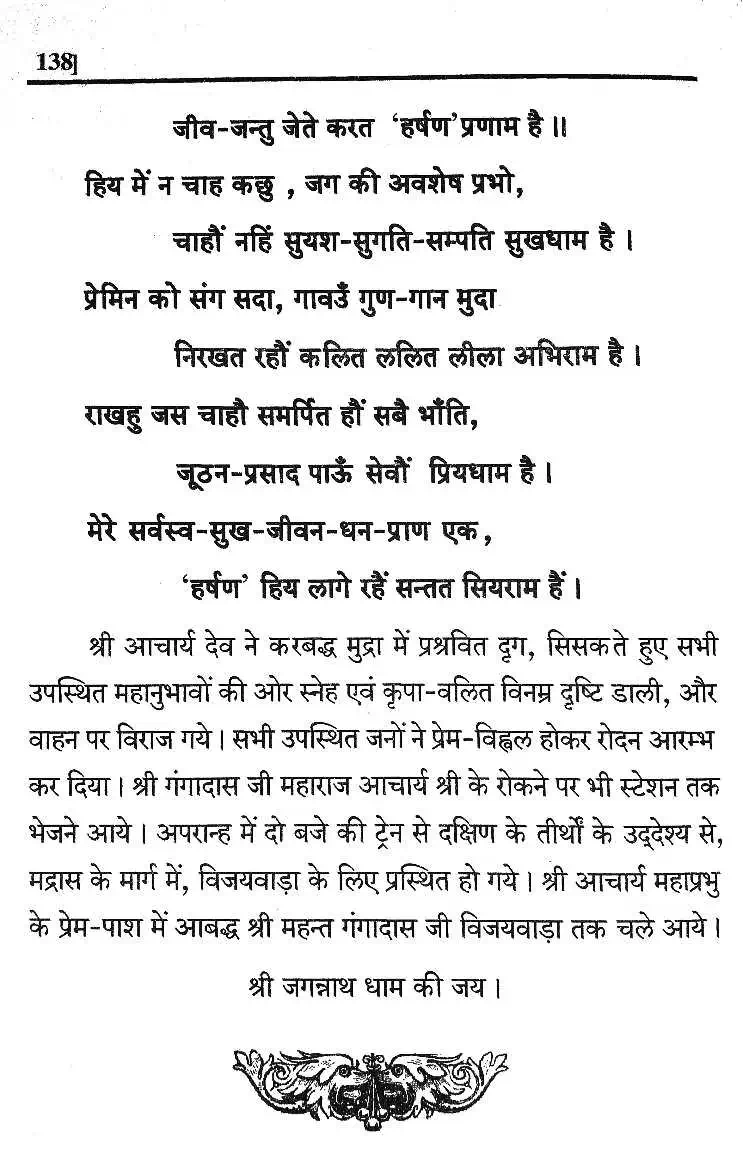 138]
जीव-जन्तु जेते करत ‘हर्षण’ प्रणाम है॥
हिय में न चाह कछु , जग की अवशेष प्रभो,
चाहौं नहिं सुयश-सुगति-सम्पति सुखधाम है।
प्रेमिन को संग सदा, गावउँ गुण-गान मुदा
निरखत रहौं कलित ललित लीला अभिराम है।
राखहु जस चाहौ समर्पित हौं सबै भाँति,
जूठन-प्रसाद पाऊँ सेवौं प्रियधाम है।
मेरे सर्वस्व-सुख-जीवन-धन-प्राण एक,
‘हर्षण’ हिय लागे रहैं सन्तत सियराम हैं।
श्री आचार्य देव ने करबद्ध मुद्रा में प्रश्रवित दृग, सिसकते हुए सभी
उपस्थित महानुभावों की ओर स्नेह एवं कृपा-वलित विनम्र दृष्टि डाली, और
वाहन पर विराज गये। सभी उपस्थित जनों ने प्रेम-विह्वल होकर रोदन आरम्भ
कर दिया। श्री गंगादास जी महाराज आचार्य श्री के रोकने पर भी स्टेशन तक
भेजने आये। अपरान्ह में दो बजे की ट्रेन से दक्षिण के तीर्थों के उद्देश्य से,
मद्रास के मार्ग में, विजयवाड़ा के लिए प्रस्थित हो गये। श्री आचार्य महाप्रभु
के प्रेम-पाश में आबद्ध श्री महन्त गंगादास जी विजयवाड़ा तक चले आये।
श्री जगन्नाथ धाम की जय।